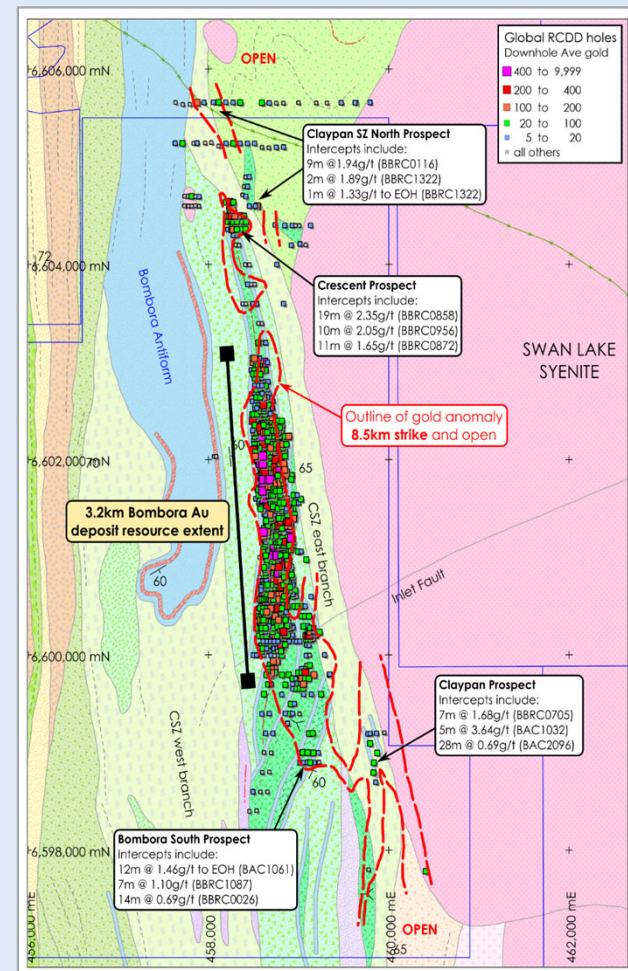 Global RCDD holes
Downhole Ave gold
400 to 9,999
200 to 400
100 to 200
20 to 100
5 to 20
all others
6,606,000 mN
OPEN
Claypan SZ North Prospect
Intercepts include:
9m @ 1.94g/t (BBRC0116)
2m @ 1.89g/t (BBRC1322)
1m @ 1.33g/t to EOH (BBRC1322)
72
6,604,000 mN
Bombora Antiform
Crescent Prospect
Intercepts include:
19m @ 2.35g/t (BBRC0858)
10m @ 2.05g/t (BBRC0956)
11m @ 1.65g/t (BBRC0872)
SWAN LAKE
SYENITE
Outline of gold anomaly
8.5km strike and open
60
6,602,000 mN
70
65
3.2km Bombora Au
deposit resource extent
CSZ east branch
60
Inlet Fault
6,600,000 mN
Claypan Prospect
Intercepts include:
7m @ 1.68g/t (BBRC0705)
5m @ 3.64g/t (BAC1032)
28m @ 0.69g/t (BAC2096)
CSZ west branch
60
Bombora South Prospect
Intercepts include:
12m @ 1.46g/t to EOH (BAC1061)
7m @ 1.10g/t (BBRC1087)
14m @ 0.69g/t (BBRC0026)
6,598,000 mN
OPEN
65
456,000 mE
458,000 mE
460,000 mE
462,000 mE